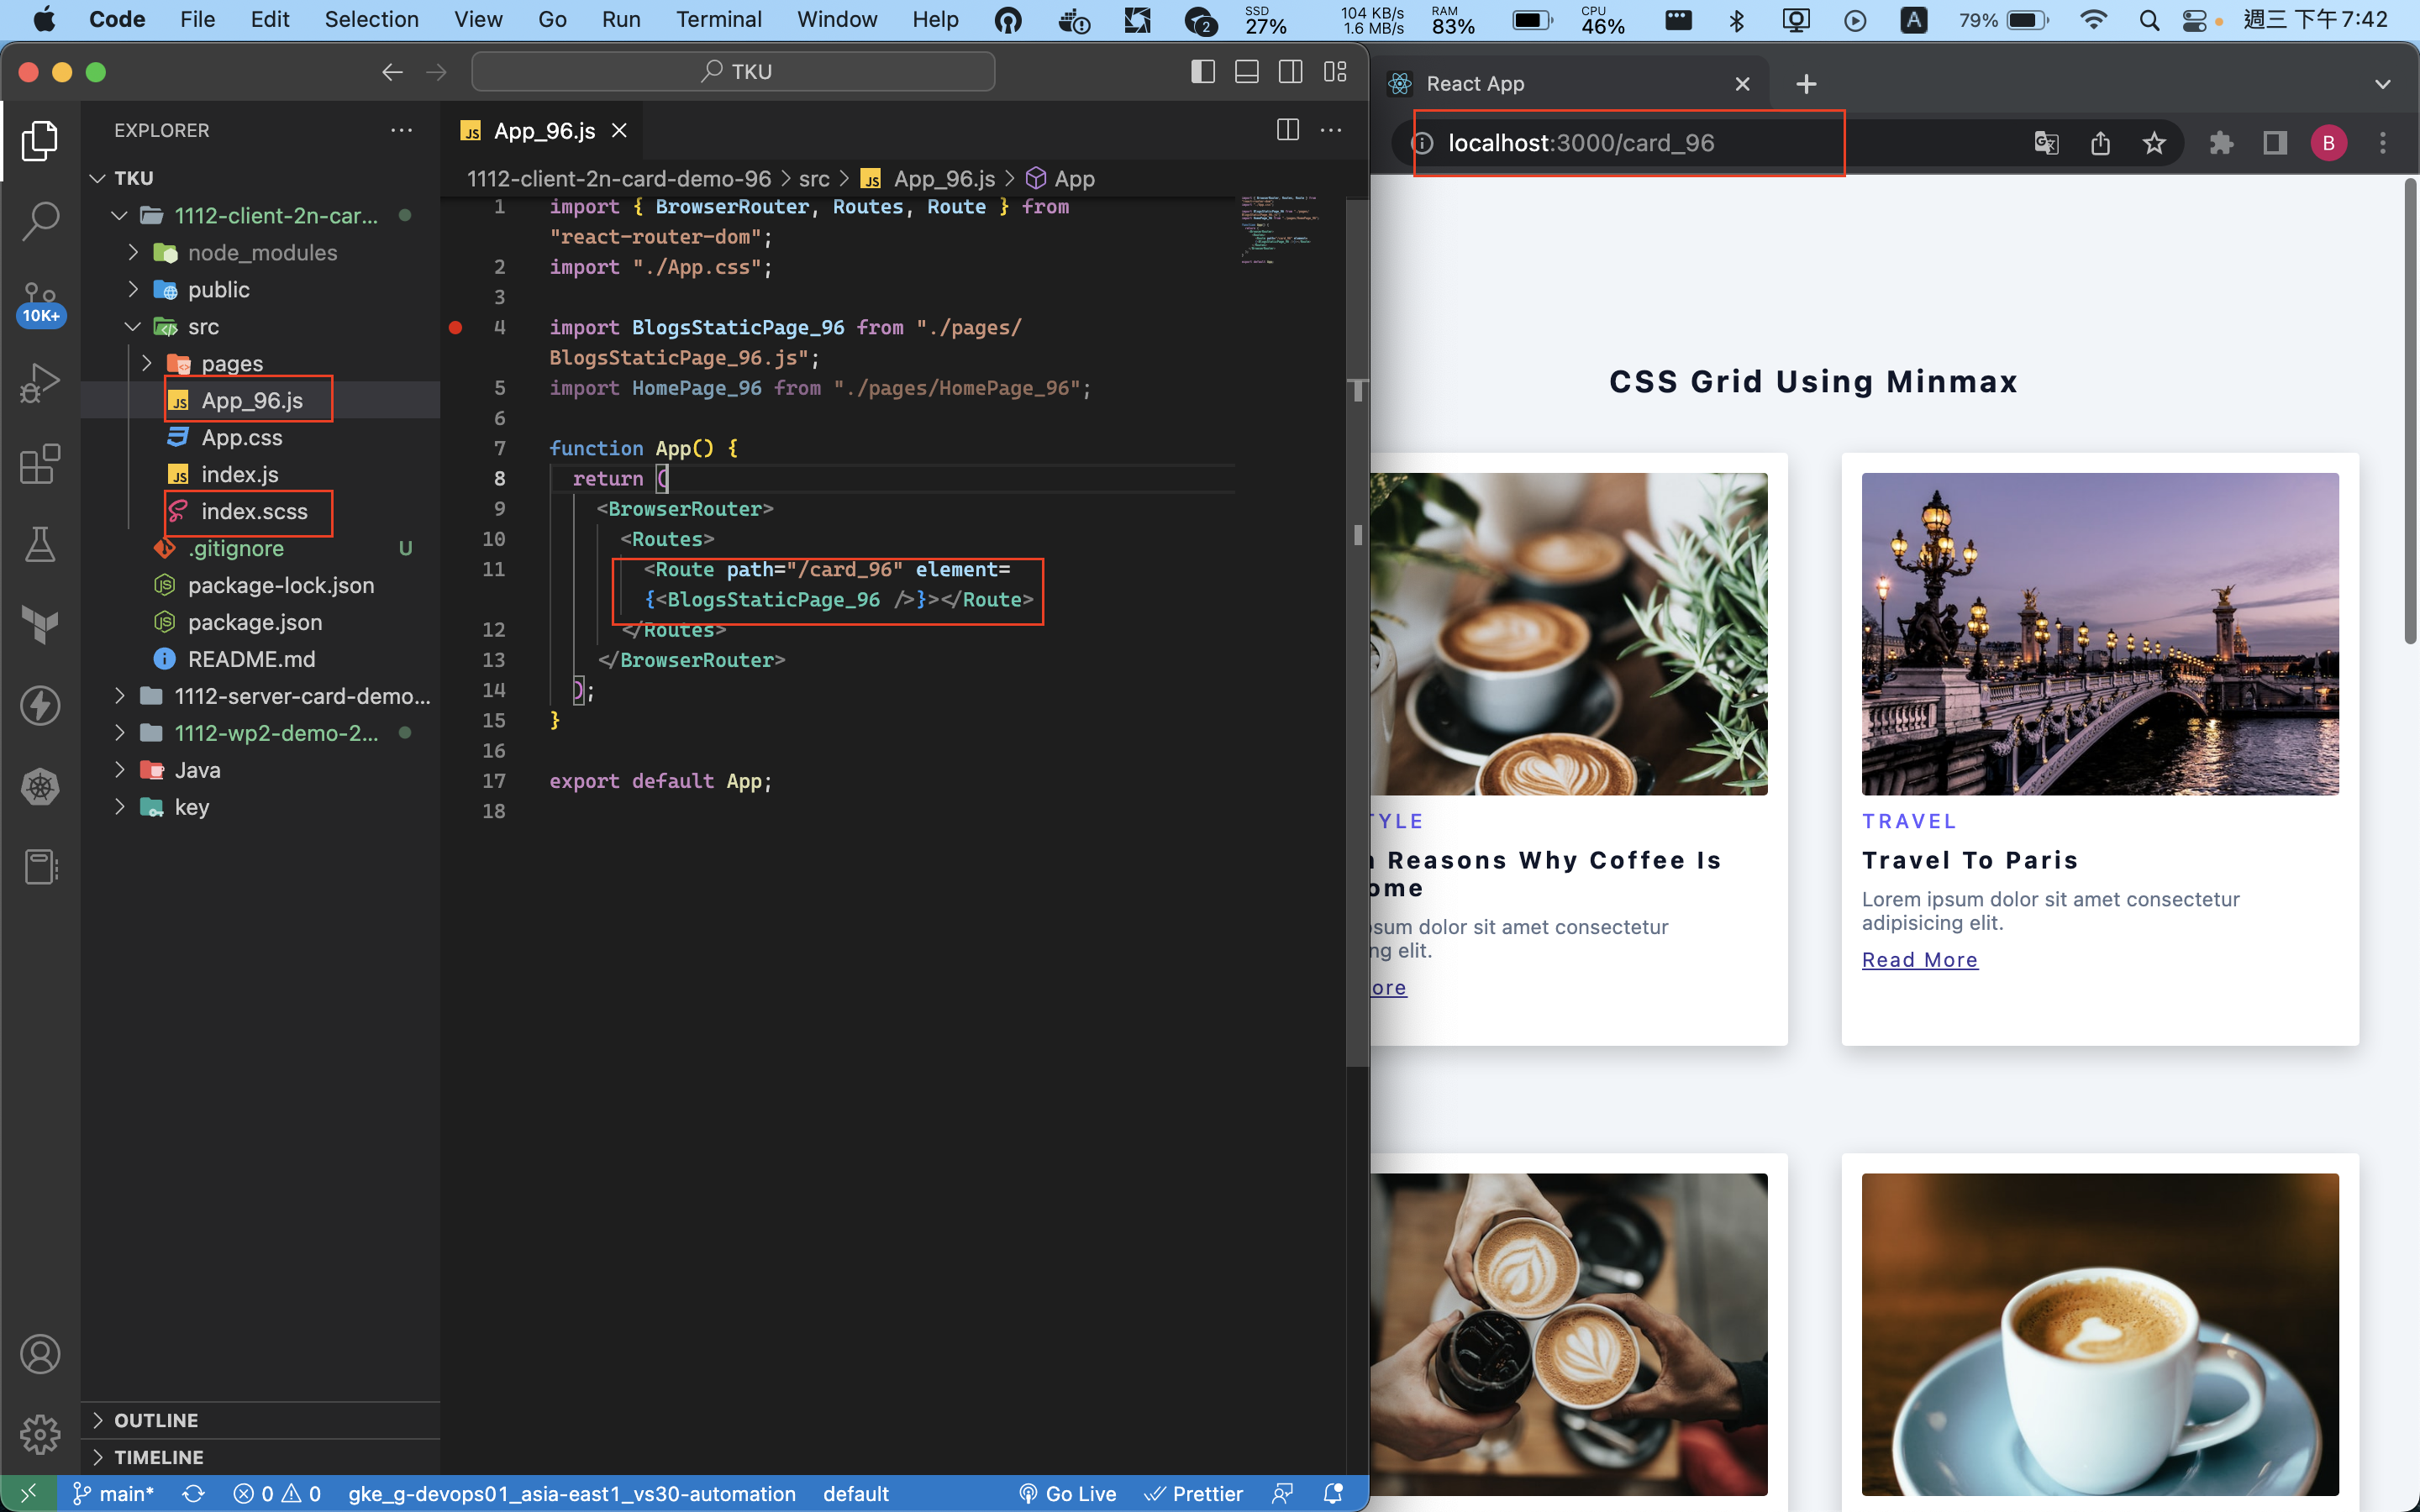 Code File Edit Selection View Go Run Terminal Window Help 2 SSD 27% 104 KB/s 1.6 MB/s RAM 83% CPU 46% A 79% 週三 下午7:42
TKU
React App
EXPLORER
JS App_96.js
localhost:3000/card_96
B
TKU
1112-client-2n-card-demo-96 > src > JS App_96.js > App
1112-client-2n-car...
node_modules
public
10K+
src
pages
JS App_96.js
App.css
JS index.js
index.scss
.gitignore U
package-lock.json
package.json
README.md
1112-server-card-demo...
1112-wp2-demo-2...
Java
key
OUTLINE
TIMELINE
1 import { BrowserRouter, Routes, Route } from
"react-router-dom";
2 import "./App.css";
3
4 import BlogsStaticPage_96 from "./pages/
BlogsStaticPage_96.js";
5 import HomePage_96 from "./pages/HomePage_96";
6
7 function App() {
8 return (
9 <BrowserRouter>
10 <Routes>
11 <Route path="/card_96" element=
{<BlogsStaticPage_96 />}></Route>
12 </Routes>
13 </BrowserRouter>
14 );
15 }
16
17 export default App;
18
CSS Grid Using Minmax
TYLE
n Reasons Why Coffee Is
ome
psum dolor sit amet consectetur
ng elit.
ore
TRAVEL
Travel To Paris
Lorem ipsum dolor sit amet consectetur
adipisicing elit.
Read More
main* 0 0 gke_g-devops01_asia-east1_vs30-automation default Go Live Prettier